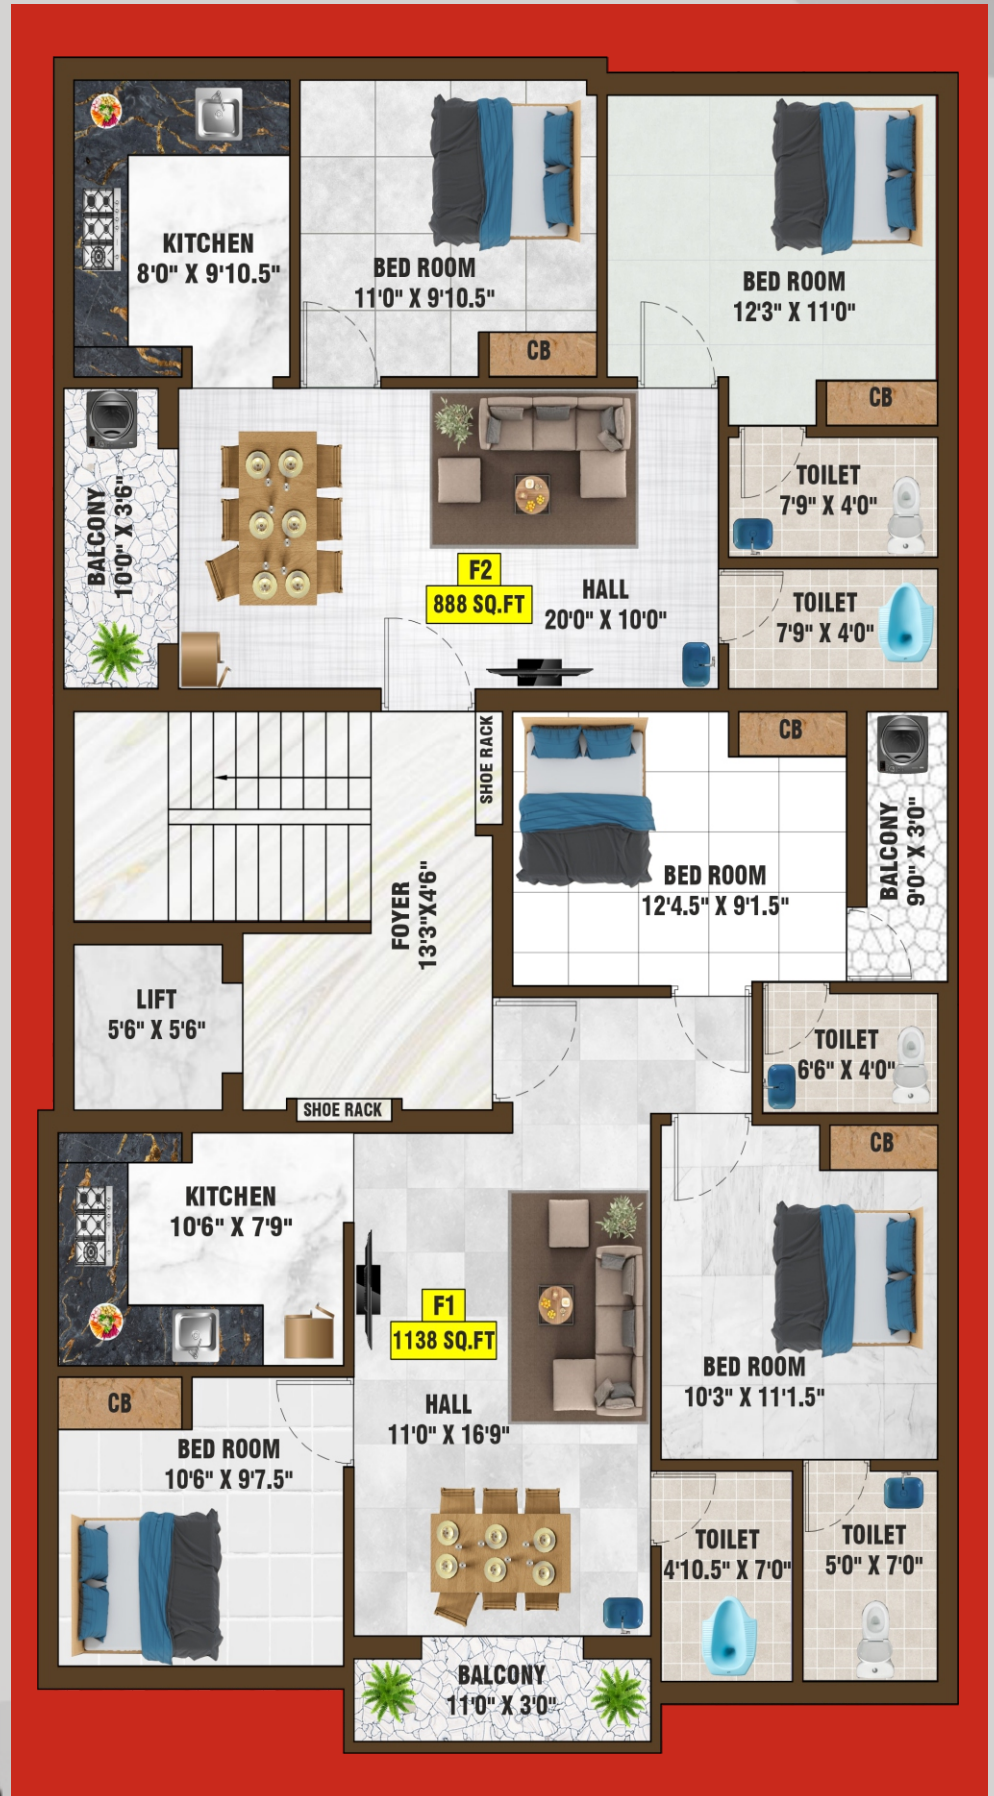 KITCHEN
8'0" X 9'10.5"
BED ROOM
11'0" X 9'10.5"
CB
BED ROOM
12'3" X 11'0"
CB
BALCONY
10'0" X 3'6"
TOILET
7'9" X 4'0"
F2
888 SQ.FT
HALL
20'0" X 10'0"
TOILET
7'9" X 4'0"
SHOE RACK
CB
BALCONY
9'0" X 3'0"
FOYER
13'3"X4'6"
BED ROOM
12'4.5" X 9'1.5"
LIFT
5'6" X 5'6"
TOILET
6'6" X 4'0"
SHOE RACK
CB
KITCHEN
10'6" X 7'9"
F1
1138 SQ.FT
HALL
11'0" X 16'9"
BED ROOM
10'3" X 11'1.5"
CB
BED ROOM
10'6" X 9'7.5"
TOILET
4'10.5" X 7'0"
TOILET
5'0" X 7'0"
BALCONY
11'0" X 3'0"